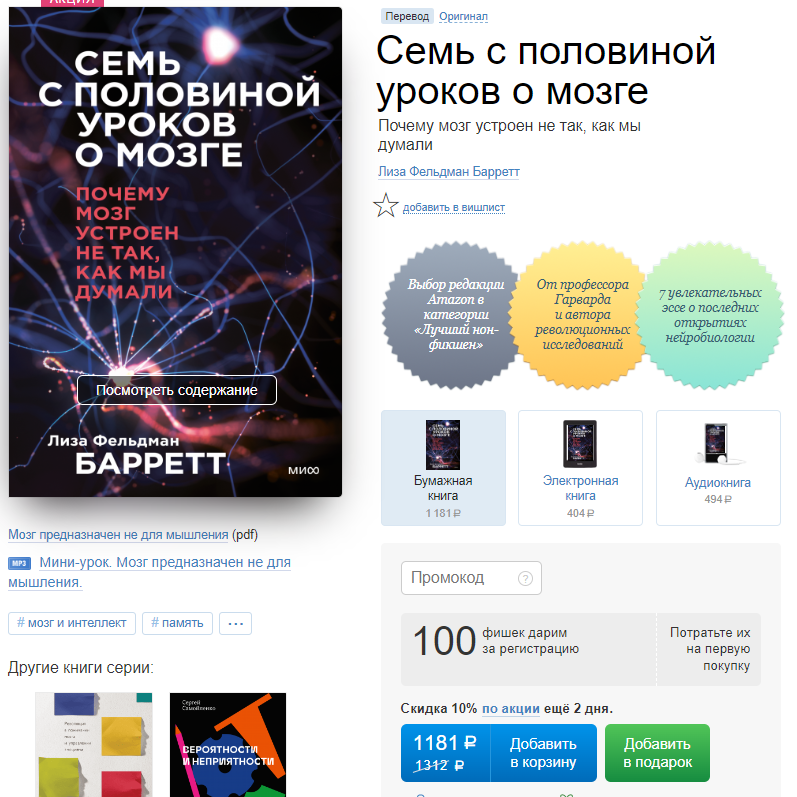 АКЦИЯ
СЕМЬ
С ПОЛОВИНОЙ
УРОКОВ
О МОЗГЕ
ПОЧЕМУ
МОЗГ
УСТРОЕН
НЕ ТАК,
КАК МЫ
ДУМАЛИ
Посмотреть содержание
Лиза Фельдман
БАРРЕТТ
миф
Мозг предназначен не для мышления (pdf)
MP3 Мини-урок. Мозг предназначен не для
мышления.
# мозг и интеллект # память ...
Другие книги серии:
Сергей
Самойленко
ВЕРОЯТНОСТИ
И НЕПРИЯТНОСТИ
Перевод Оригинал
Семь с половиной
уроков о мозге
Почему мозг устроен не так, как мы
думали
Лиза Фельдман Барретт
добавить в вишлист
Выбор редакции
Amazon в
категории
«Лучший нон-
фикшен»
От профессора
Гарварда
и автора
революционных
исследований
7 увлекательных
эссе о последних
открытиях
нейробиологии
Бумажная
книга
1 181 ₽
Электронная
книга
404 ₽
Аудиокнига
494 ₽
Промокод ?
100 фишек дарим
за регистрацию
Потратьте их
на первую
покупку
Скидка 10% по акции ещё 2 дня.
1181 ₽
1312 ₽
Добавить
в корзину
Добавить
в подарок